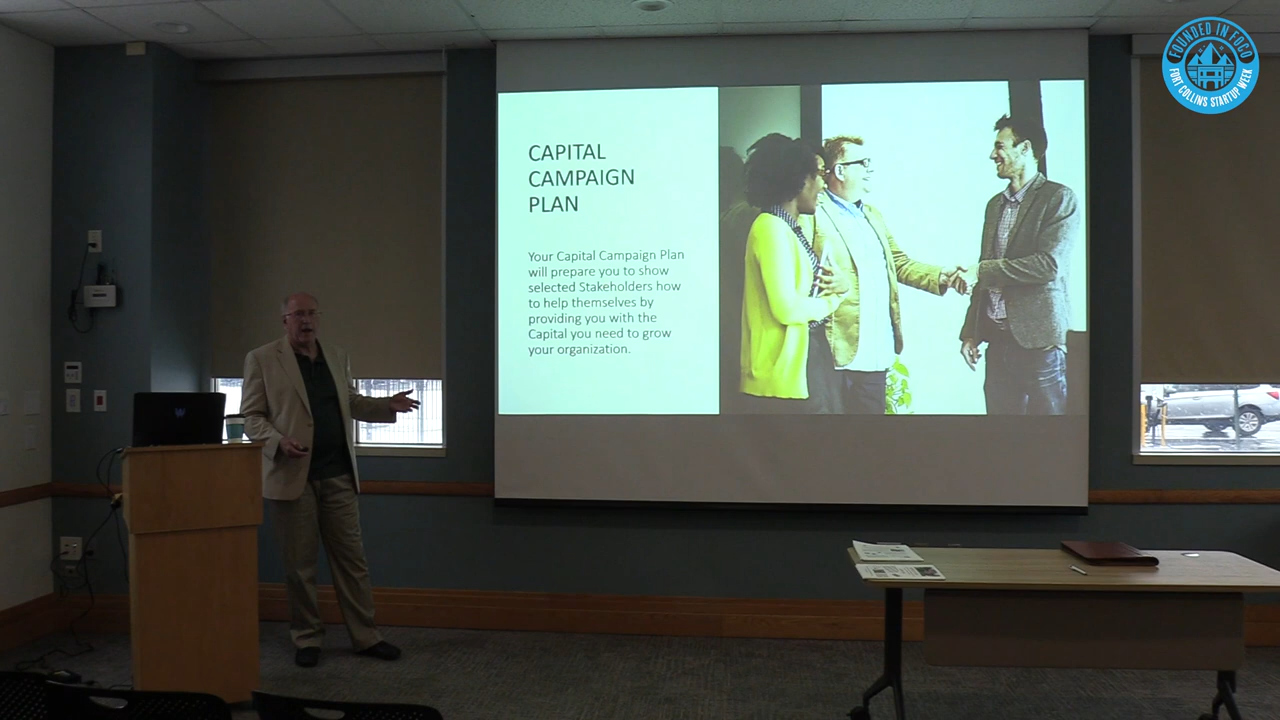 FOUNDED IN FOCO
FORT COLLINS STARTUP WEEK
CAPITAL
CAMPAIGN
PLAN
Your Capital Campaign Plan
will prepare you to show
selected Stakeholders how
to help themselves by
providing you with the
Capital you need to grow
your organization.
W